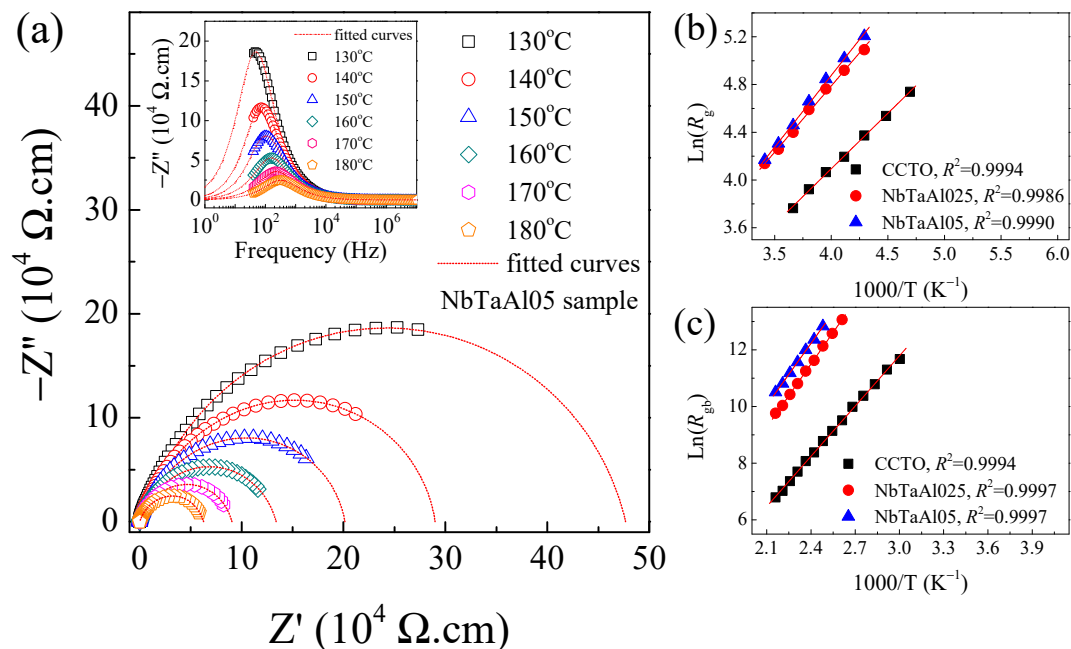 (a)
fitted curves
130°C
140°C
150°C
160°C
170°C
180°C
−Z" (10⁴ Ω.cm)
20
15
10
5
0
10⁰ 10² 10⁴ 10⁶
Frequency (Hz)
130°C
140°C
150°C
160°C
170°C
180°C
fitted curves
NbTaAl05 sample
−Z" (10⁴ Ω.cm)
40
30
20
10
0
0 10 20 30 40 50
Z' (10⁴ Ω.cm)
(b)
Ln(Rg)
5.2
4.8
4.4
4.0
3.6
CCTO, R²=0.9994
NbTaAl025, R²=0.9986
NbTaAl05, R²=0.9990
3.5 4.0 4.5 5.0 5.5 6.0
1000/T (K⁻¹)
(c)
Ln(Rgb)
12
10
8
6
CCTO, R²=0.9994
NbTaAl025, R²=0.9997
NbTaAl05, R²=0.9997
2.1 2.4 2.7 3.0 3.3 3.6 3.9
1000/T (K⁻¹)